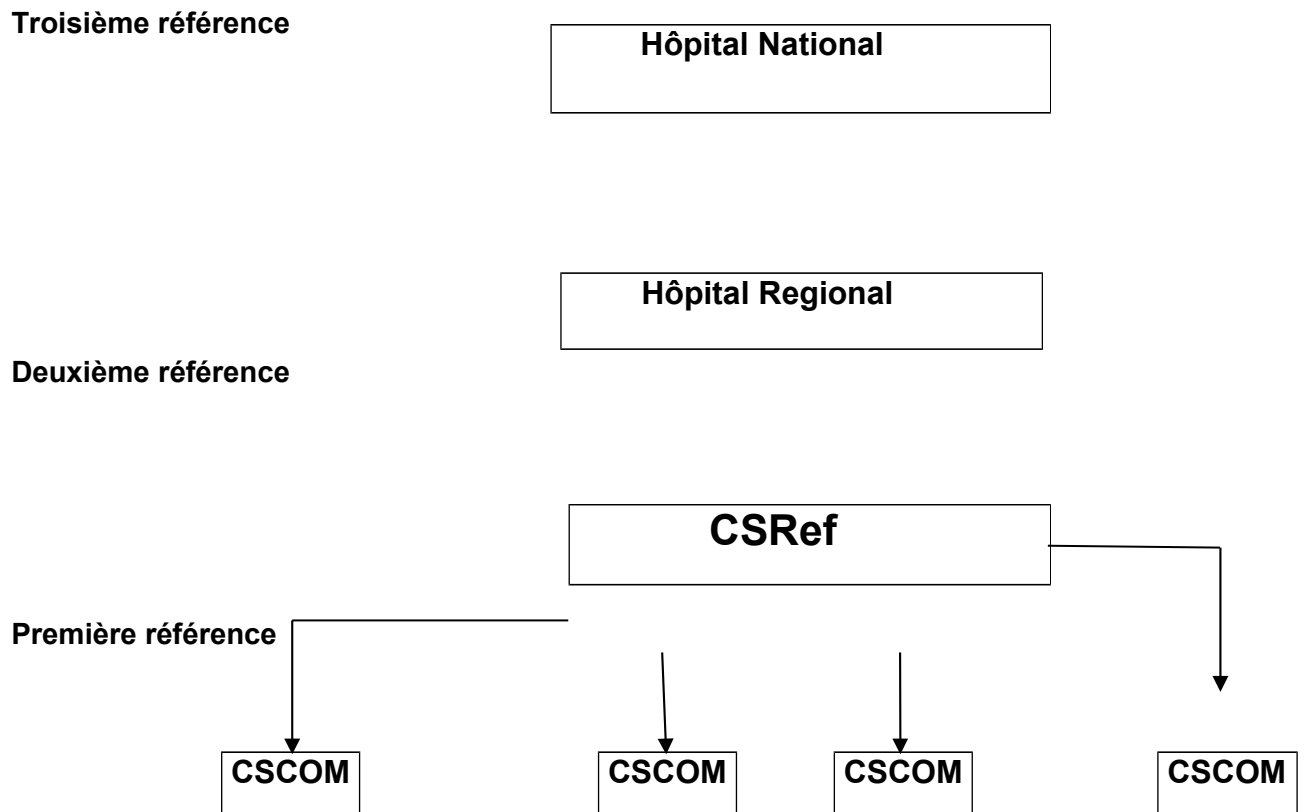 Troisième référence
Hôpital National
Hôpital Regional
Deuxième référence
CSRef
Première référence
CSCOM
CSCOM
CSCOM
CSCOM